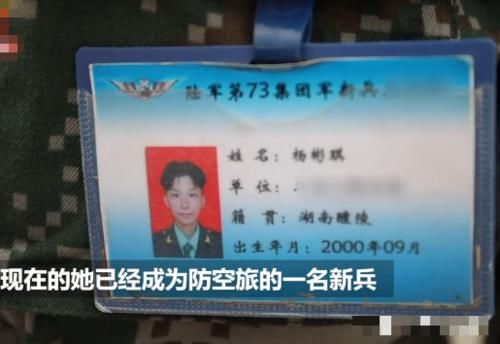 陆军第73集团军新兵
姓名：杨彬琪
单位：
籍贯：湖南醴陵
出生年月：2000年09月
现在的她已经成为防空旅的一名新兵